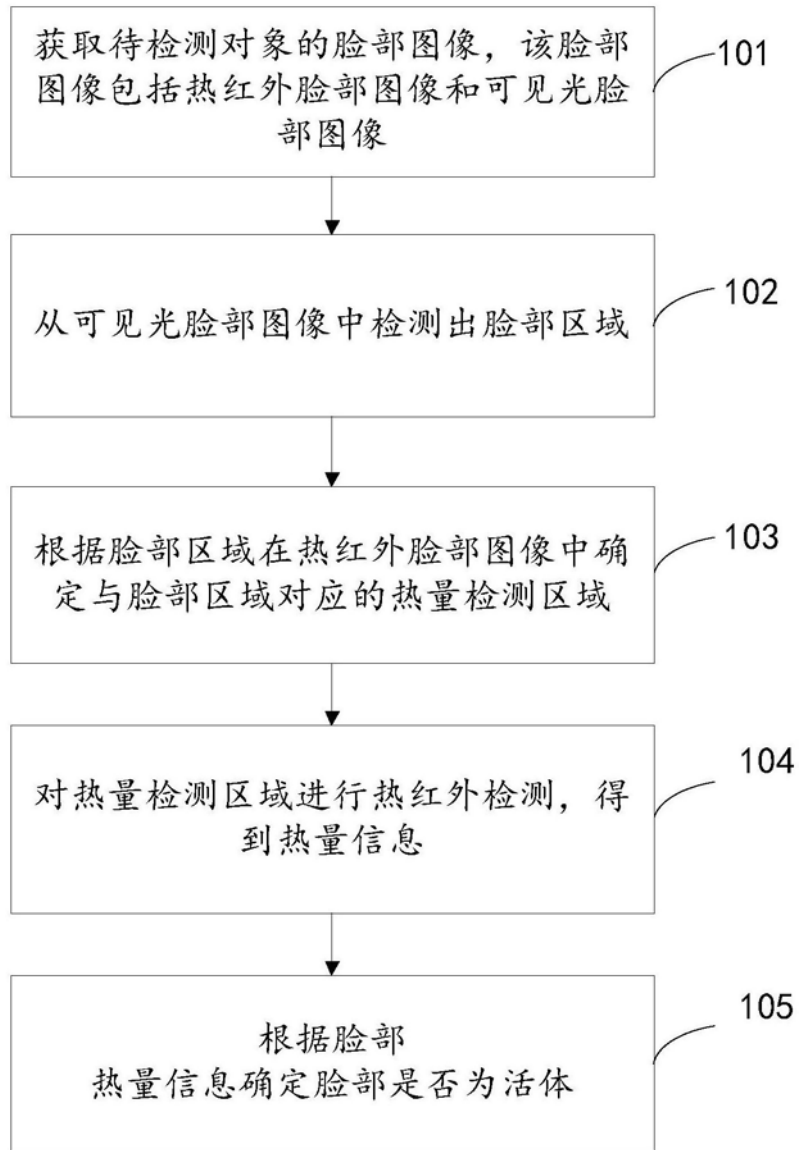 获取待检测对象的脸部图像，该脸部
图像包括热红外脸部图像和可见光脸
部图像
101
从可见光脸部图像中检测出脸部区域
102
根据脸部区域在热红外脸部图像中确
定与脸部区域对应的热量检测区域
103
对热量检测区域进行热红外检测，得
到热量信息
104
根据脸部
热量信息确定脸部是否为活体
105